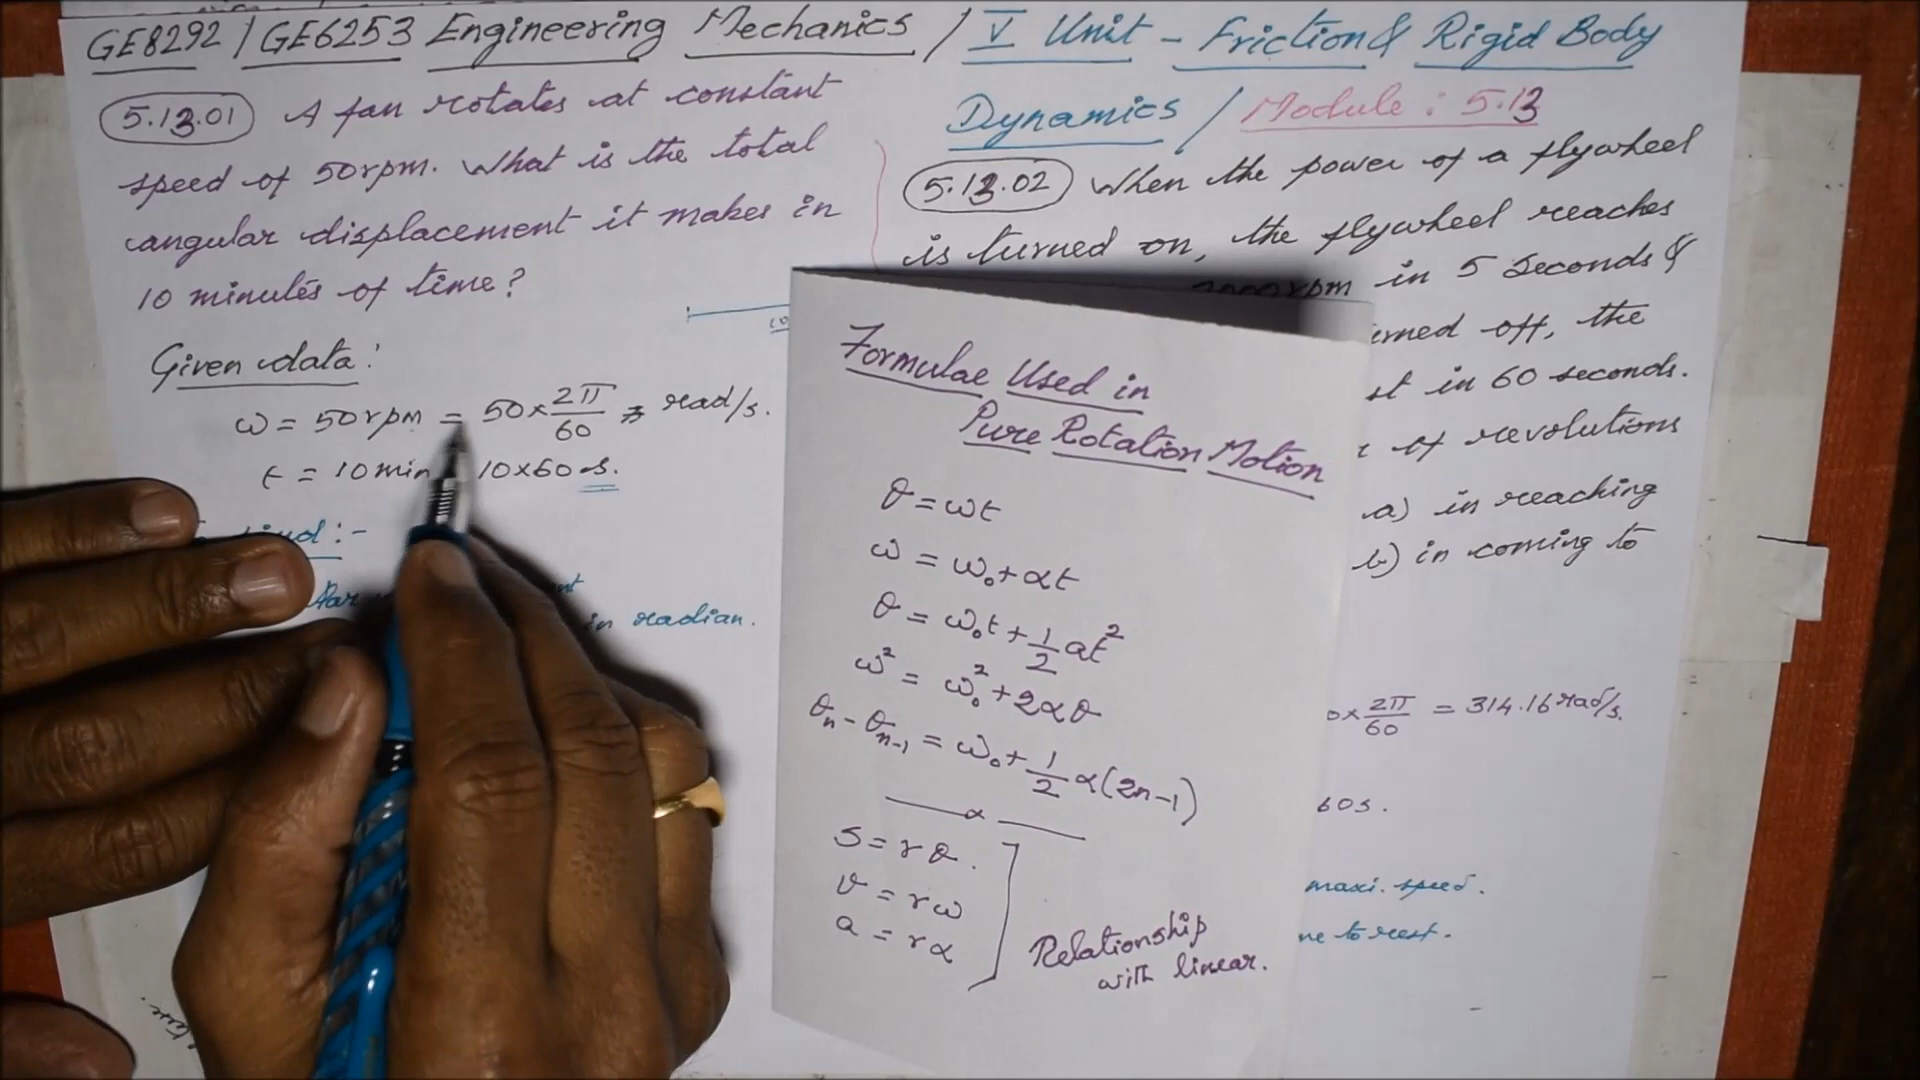 GE8292 / GE6253 Engineering Mechanics / V Unit - Friction & Rigid Body
Dynamics / Module : 5.13
5.13.01 A fan rotates at constant
speed of 50rpm. What is the total
angular displacement it makes in
10 minutes of time?
Given data:
ω = 50rpm = 50×2π/60 = rad/s.
t = 10min 10×60 s.
:-
in radian.
5.13.02 When the power of a flywheel
is turned on, the flywheel reaches
rpm in 5 seconds &
off, the
in 60 seconds.
of revolutions
a) in reaching
b) in coming to
×2π/60 = 314.16 rad/s.
60s.
maxi. speed.
to rest.
Formulae Used in
Pure Rotation Motion
θ = ωt
ω = ω₀ + αt
θ = ω₀t + 1/2 αt²
ω² = ω₀² + 2αθ
θn - θn-1 = ω₀ + 1/2 α(2n-1)
S = rθ.
v = rω
a = rα
Relationship
with linear.